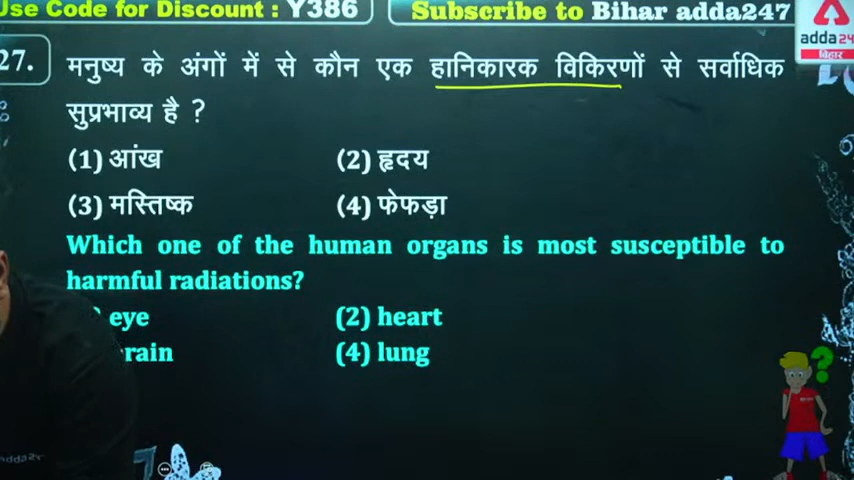 Use Code for Discount : Y386
Subscribe to Bihar adda247
adda24
बिहार
27.
मनुष्य के अंगों में से कौन एक हानिकारक विकिरणों से सर्वाधिक
सुप्रभाव्य है ?
(1) आंख (2) हृदय
(3) मस्तिष्क (4) फेफड़ा
Which one of the human organs is most susceptible to
harmful radiations?
eye (2) heart
rain (4) lung